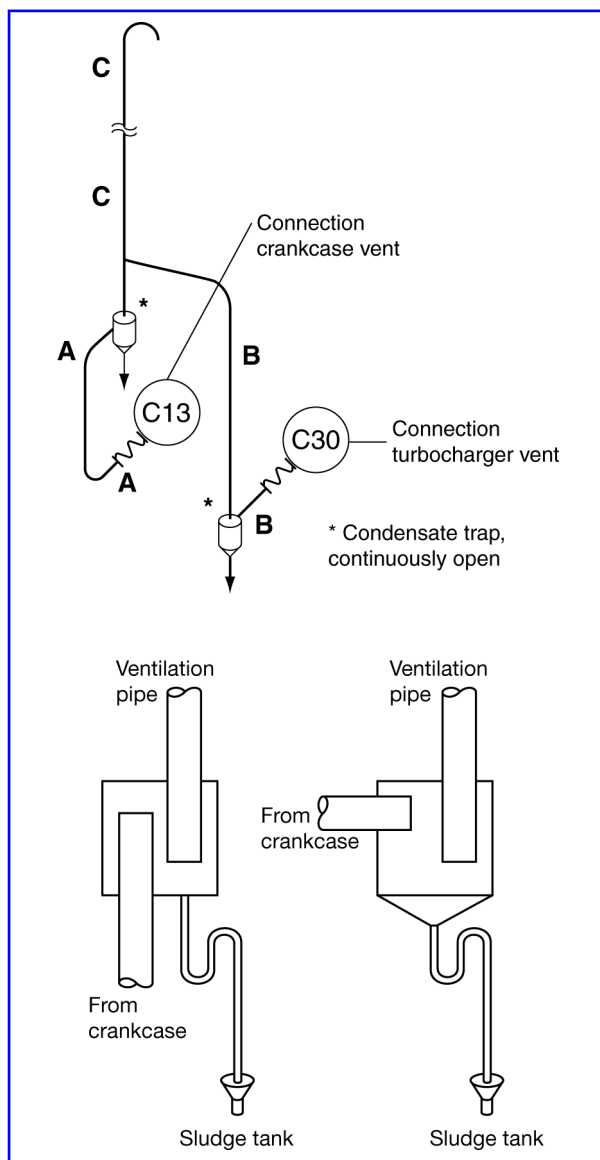 C
C
Connection
crankcase vent
*
A
B
C13
C30
Connection
turbocharger vent
A
*
B
* Condensate trap,
continuously open
Ventilation
pipe
Ventilation
pipe
From
crankcase
From
crankcase
Sludge tank
Sludge tank